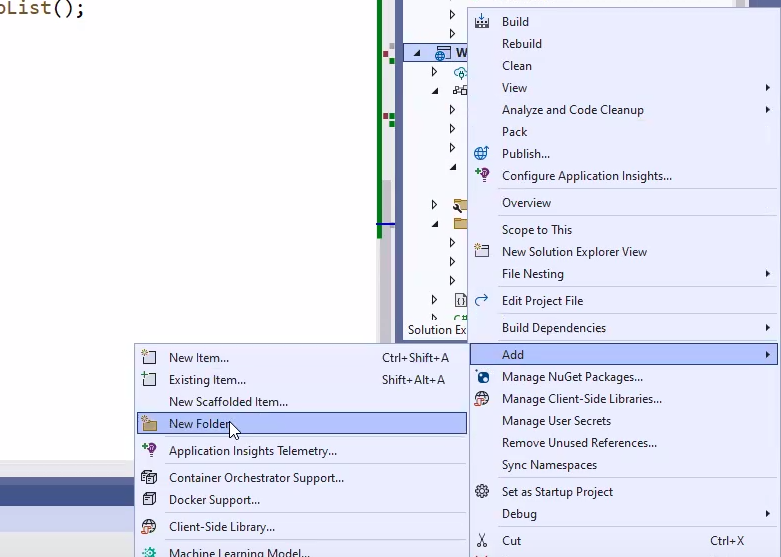 oList();
W
Solution Ex
Build
Rebuild
Clean
View
Analyze and Code Cleanup
Pack
Publish...
Configure Application Insights...
Overview
Scope to This
New Solution Explorer View
File Nesting
Edit Project File
Build Dependencies
Add
Manage NuGet Packages...
Manage Client-Side Libraries...
Manage User Secrets
Remove Unused References...
Sync Namespaces
Set as Startup Project
Debug
Cut Ctrl+X
New Item... Ctrl+Shift+A
Existing Item... Shift+Alt+A
New Scaffolded Item...
New Folder
Application Insights Telemetry...
Container Orchestrator Support...
Docker Support...
Client-Side Library...
Machine Learning Model...